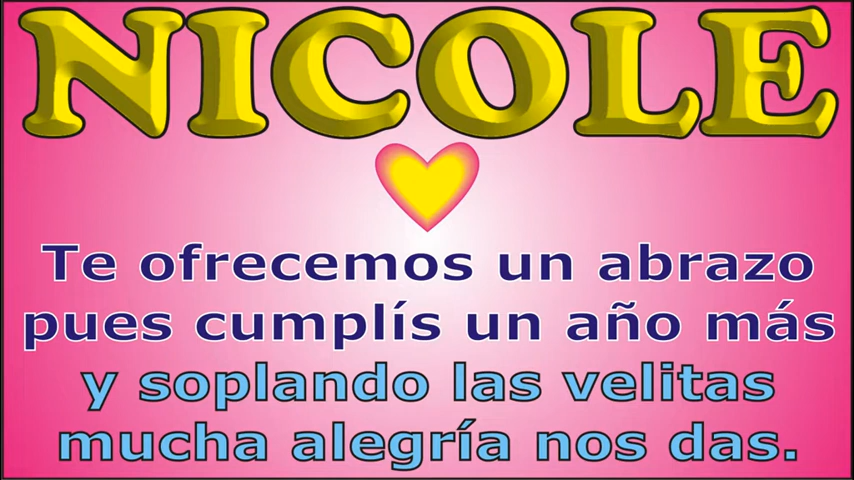 NICOLE
Te ofrecemos un abrazo
pues cumplís un año más
y soplando las velitas
mucha alegría nos das.